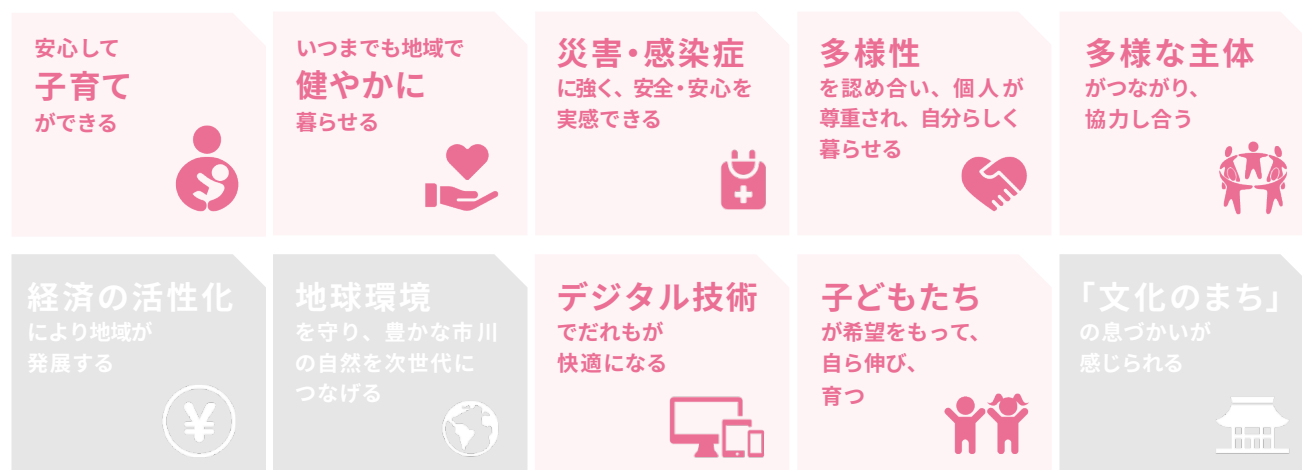 安心して
子育て
ができる
いつまでも地域で
健やかに
暮らせる
災害・感染症
に強く、安全・安心を
実感できる
多様性
を認め合い、個人が
尊重され、自分らしく
暮らせる
多様な主体
がつながり、
協力し合う
経済の活性化
により地域が
発展する
地球環境
を守り、豊かな市川
の自然を次世代に
つなげる
デジタル技術
でだれもが
快適になる
子どもたち
が希望をもって、
自ら伸び、
育つ
「文化のまち」
の息づかいが
感じられる
¥